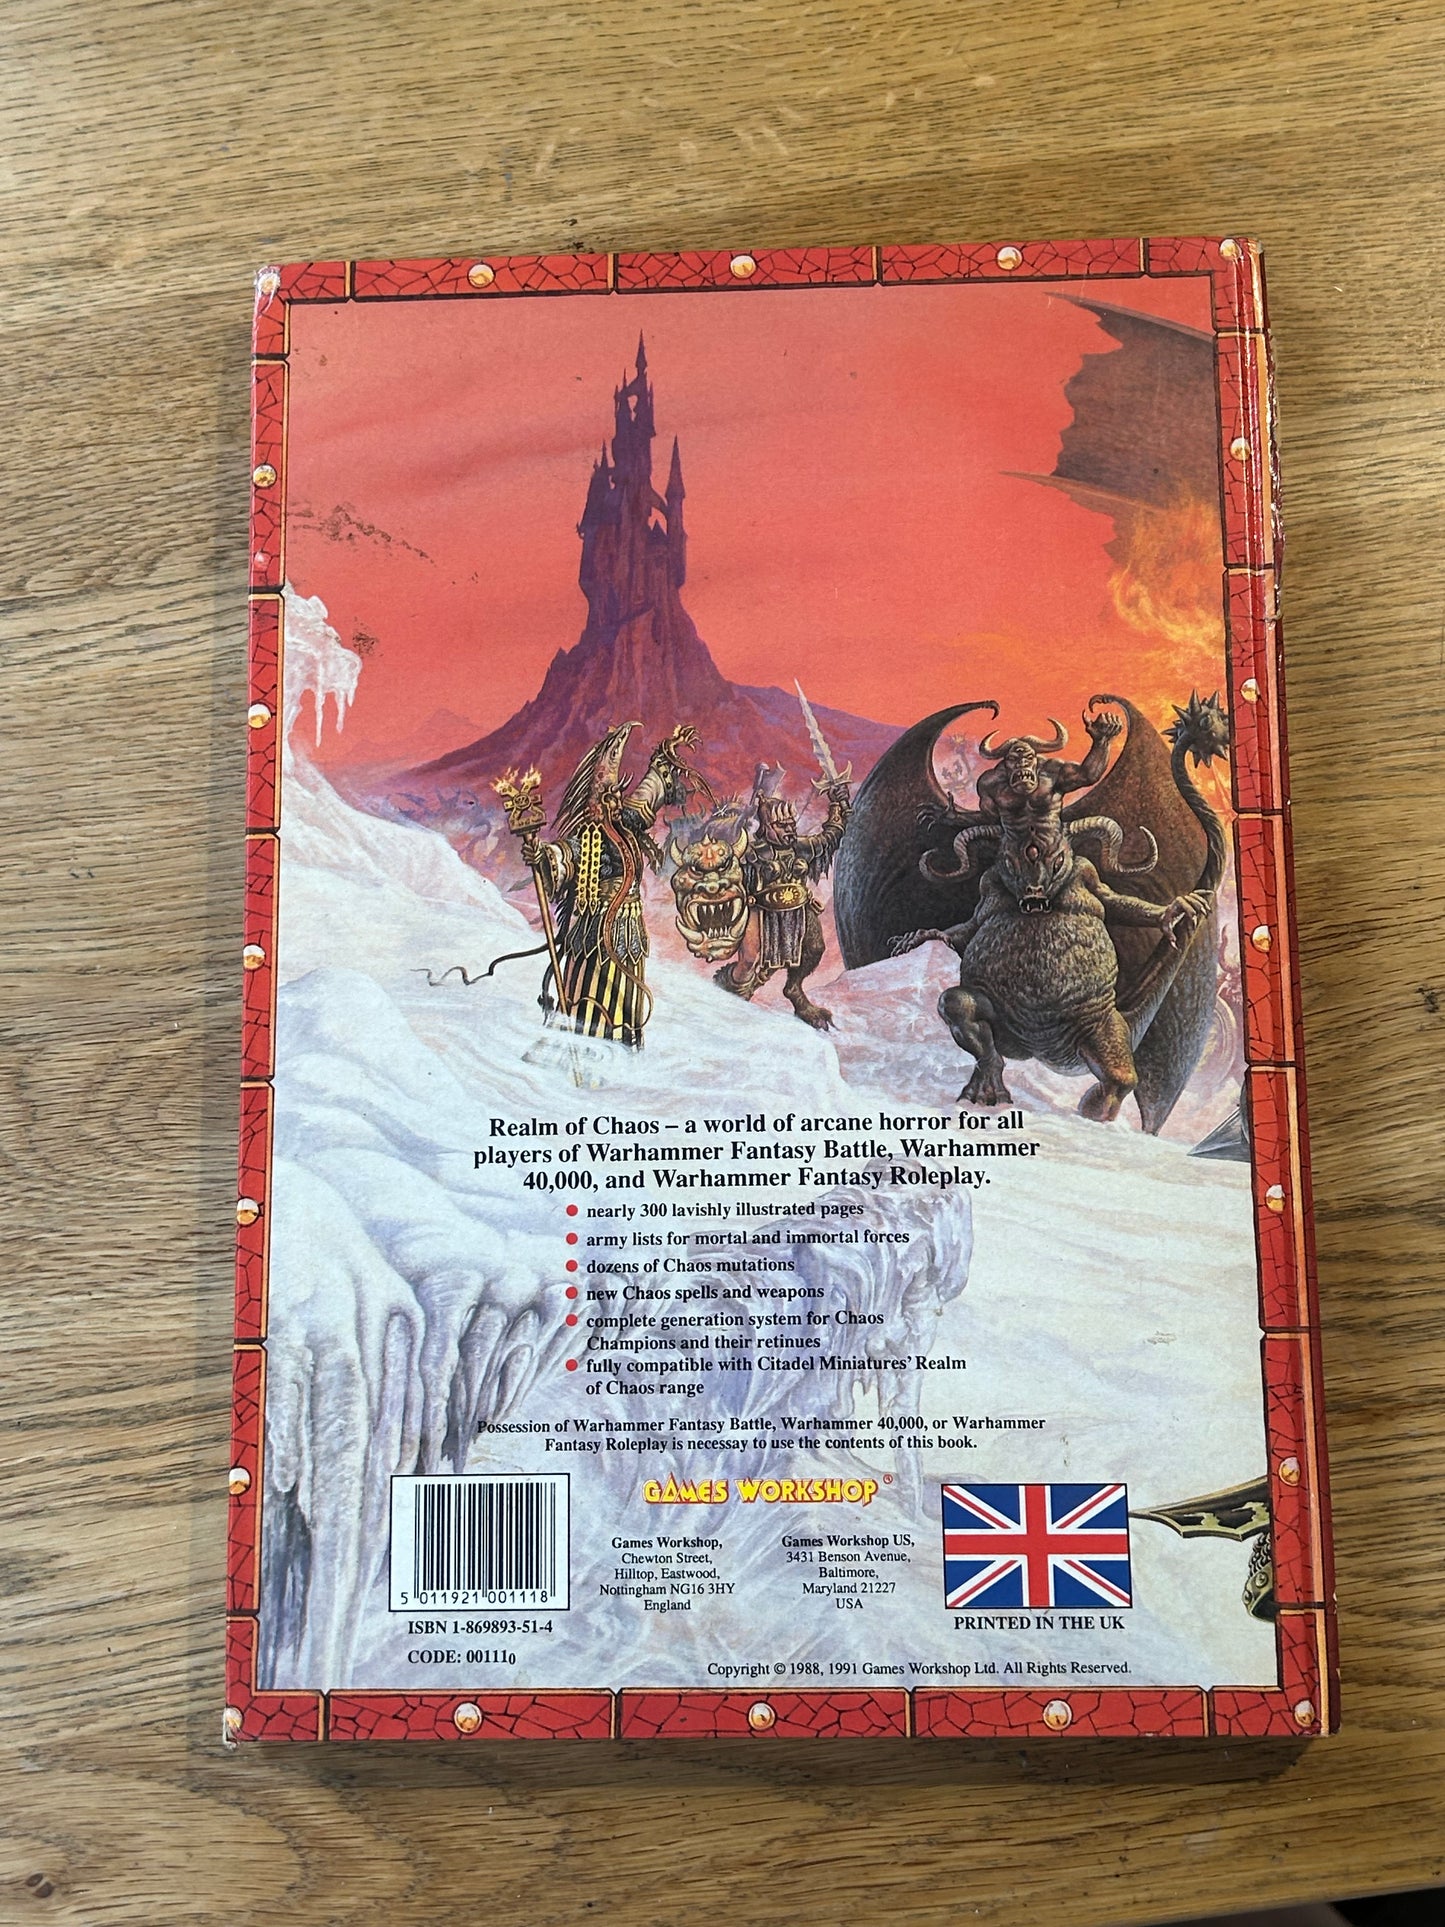 Realm of Chaos – a world of arcane horror for all
players of Warhammer Fantasy Battle, Warhammer
40,000, and Warhammer Fantasy Roleplay.
● nearly 300 lavishly illustrated pages
● army lists for mortal and immortal forces
● dozens of Chaos mutations
● new Chaos spells and weapons
● complete generation system for Chaos
Champions and their retinues
● fully compatible with Citadel Miniatures' Realm
of Chaos range
Possession of Warhammer Fantasy Battle, Warhammer 40,000, or Warhammer
Fantasy Roleplay is necessay to use the contents of this book.
5 011921 001118
ISBN 1-869893-51-4
CODE: 001110
GAMES WORKSHOP®
Games Workshop,
Chewton Street,
Hilltop, Eastwood,
Nottingham NG16 3HY
England
Games Workshop US,
3431 Benson Avenue,
Baltimore,
Maryland 21227
USA
PRINTED IN THE UK
Copyright © 1988, 1991 Games Workshop Ltd. All Rights Reserved.